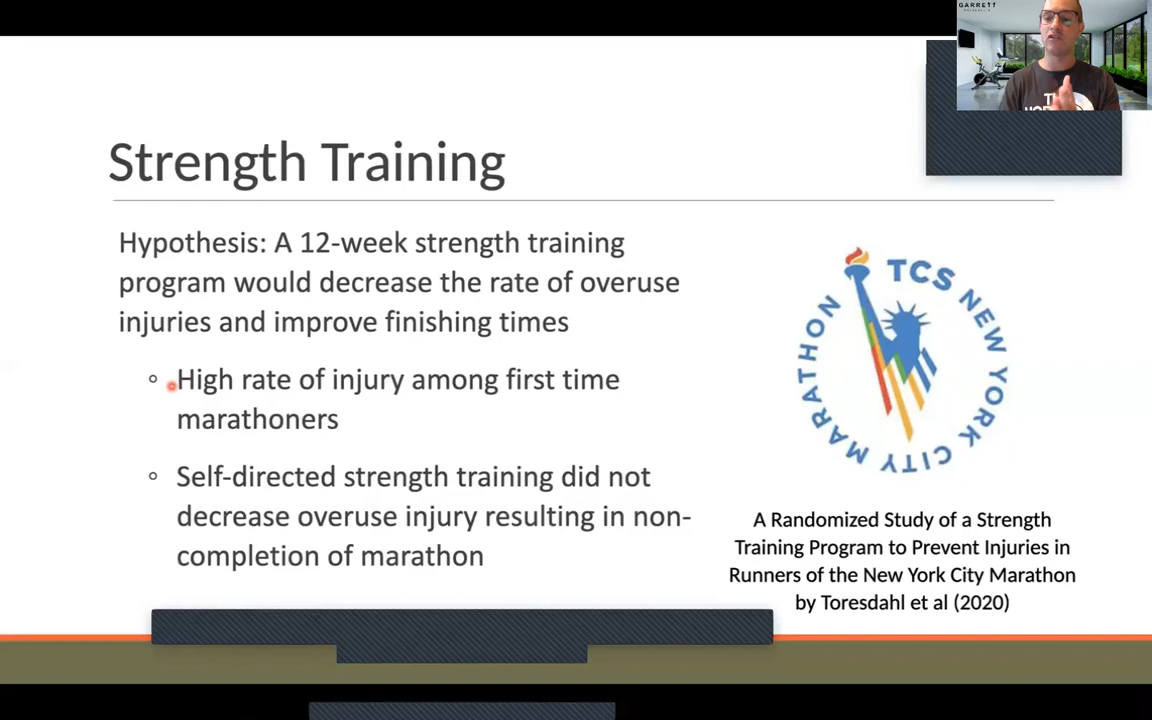 GARRETT
Strength Training
Hypothesis: A 12-week strength training
program would decrease the rate of overuse
injuries and improve finishing times
◦ High rate of injury among first time
marathoners
◦ Self-directed strength training did not
decrease overuse injury resulting in non-
completion of marathon
TCS NEW YORK CITY MARATHON
A Randomized Study of a Strength
Training Program to Prevent Injuries in
Runners of the New York City Marathon
by Toresdahl et al (2020)